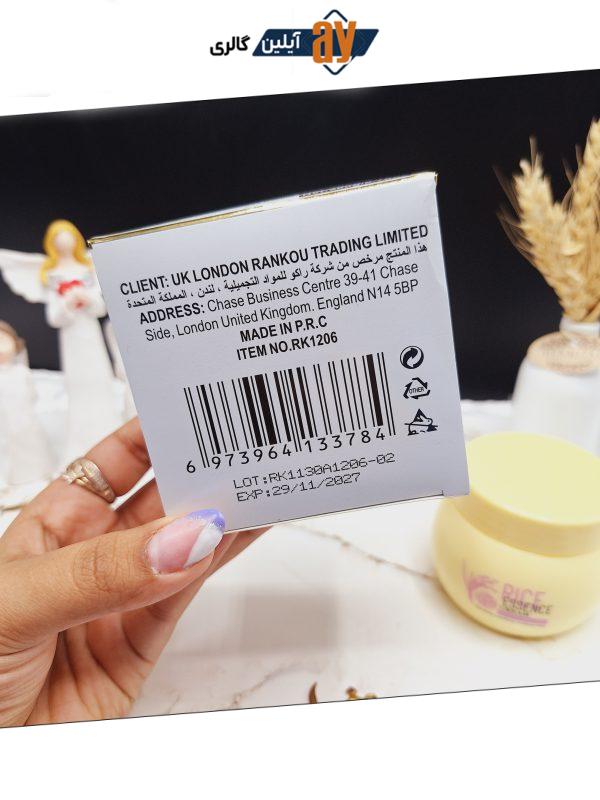 آیلین گالری ay
CLIENT: UK LONDON RANKOU TRADING LIMITED
هذا المنتج مرخص من شركة راكو للمواد التجميلية ، لندن ، المملكة المتحدة
ADDRESS: Chase Business Centre 39-41 Chase
Side, London United Kingdom. England N14 5BP
MADE IN P.R.C
ITEM NO.RK1206
OTHER
6 973964 133784
LOT:RK1130A1206-02
EXP:29/11/2027
RICE
ESSENCE